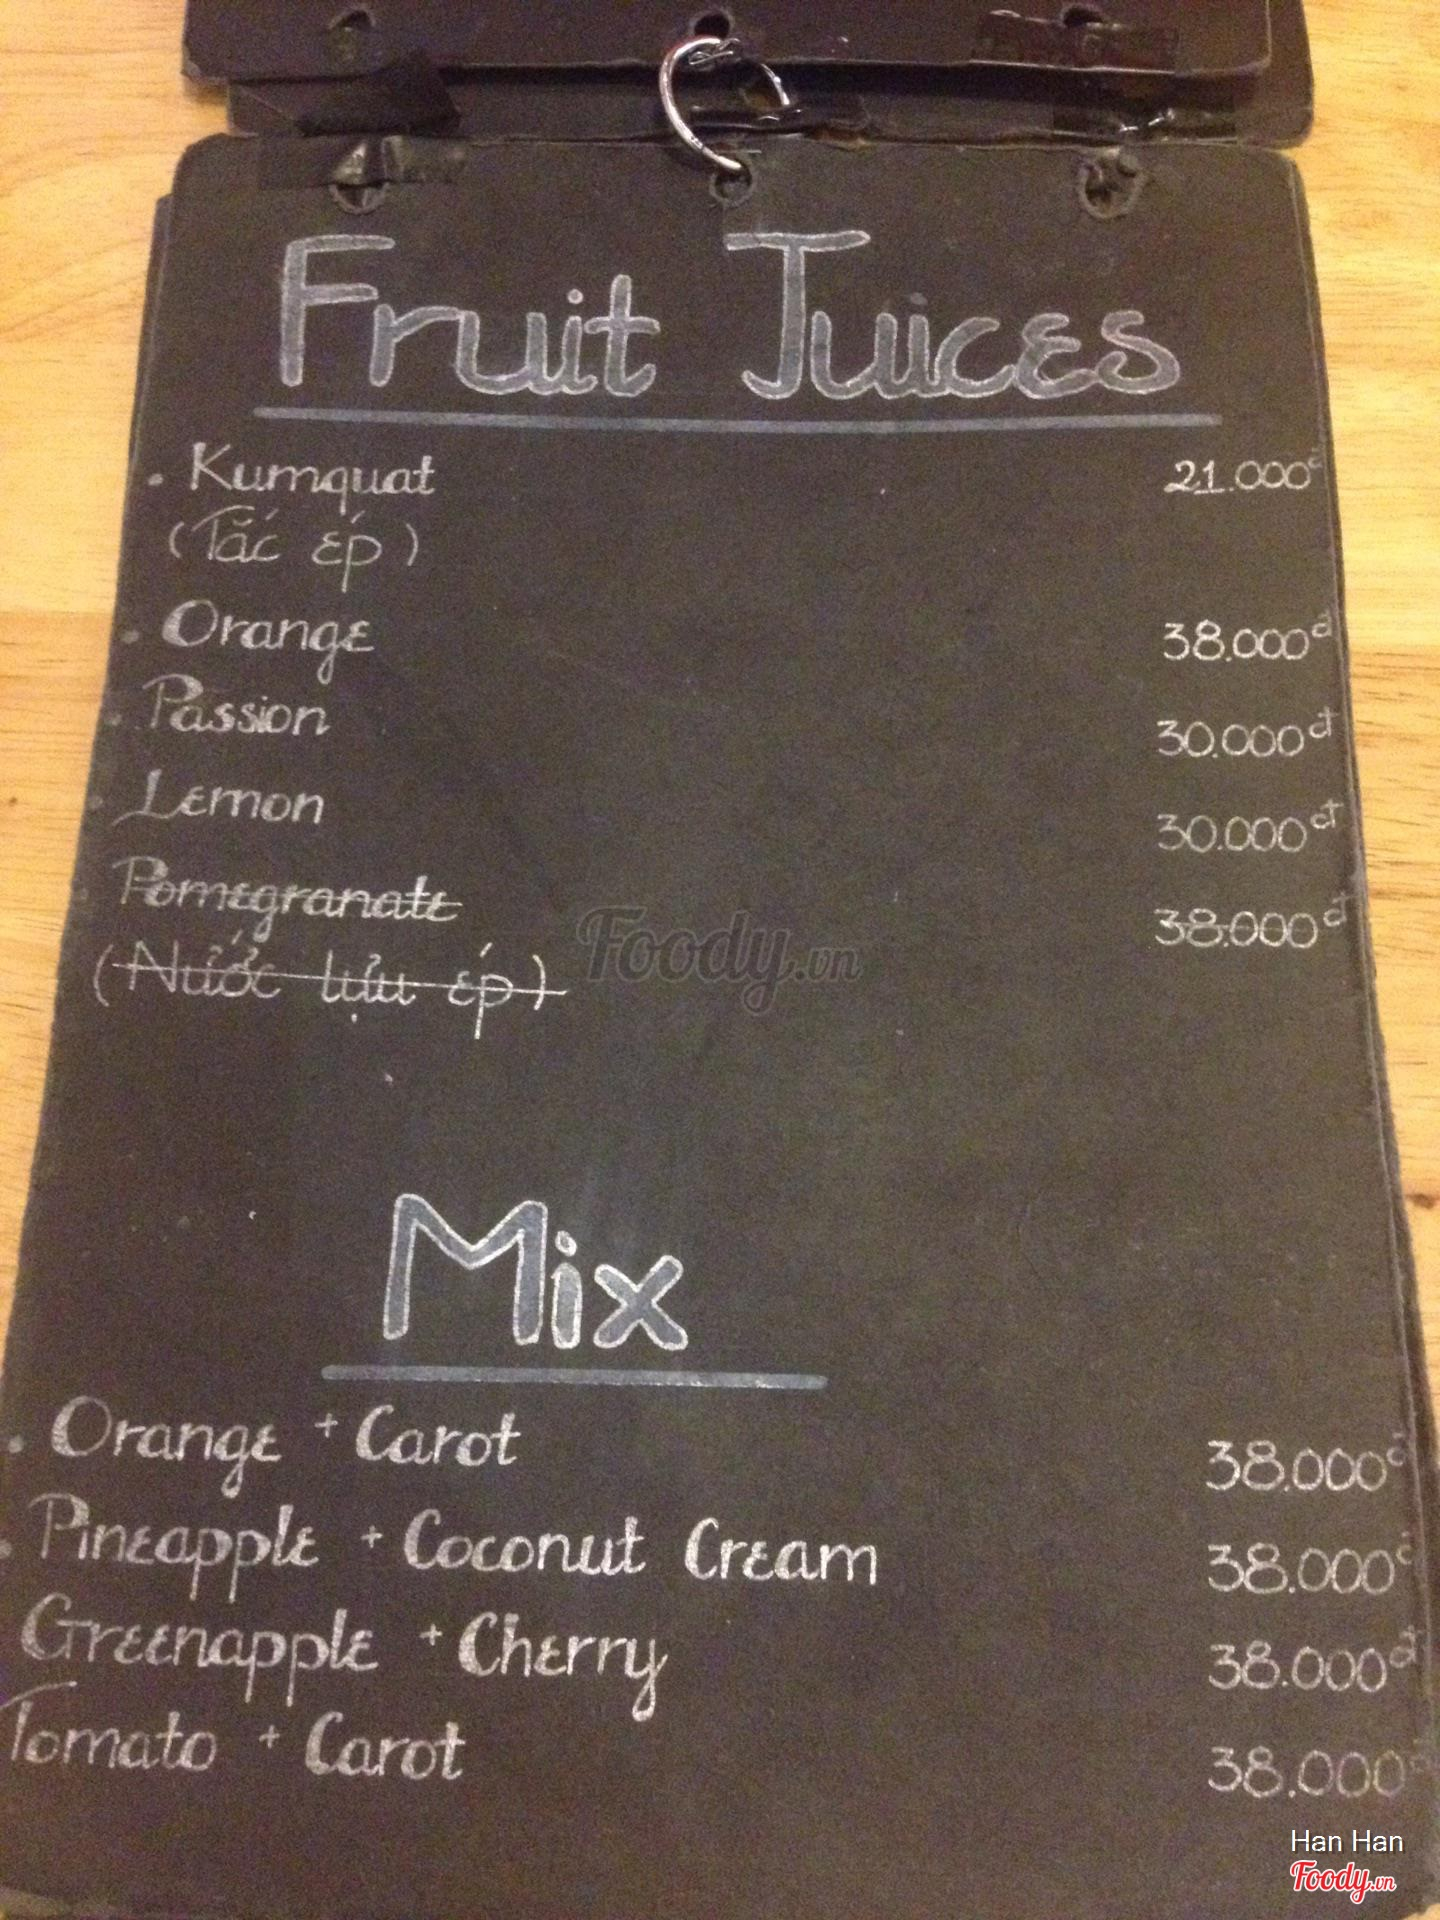 Fruit Juices
• Kumquat 21.000đ
(Tắc ép)
• Orange 38.000đ
• Passion 30.000đ
• Lemon 30.000đ
• Pomegranate 38.000đ
(Nước lựu ép)
Foody.vn
Mix
• Orange + Carot 38.000đ
• Pineapple + Coconut Cream 38.000đ
Greenapple + Cherry 38.000đ
Tomato + Carot 38.000đ
Han Han
Foody.vn